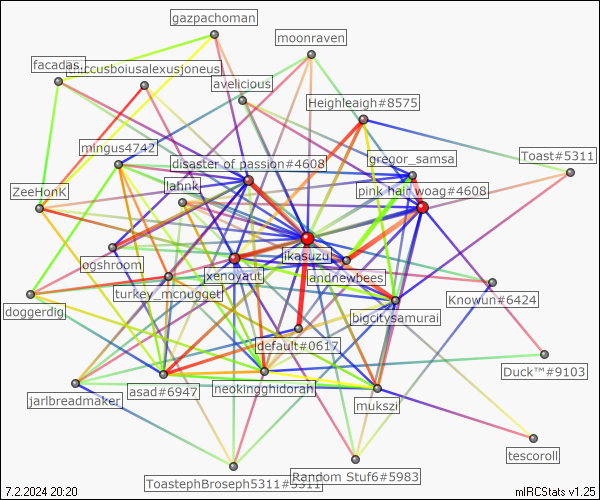 gazpachoman
moonraven
facadas.
iccusboiusalexusjoneus
avelicious
Heighleaigh#8575
mingus4742
gregor_samsa
Toast#5311
disaster of passion#4608
lahnk
pink hair woag#4608
ZeeHonK
ikasuzu
ogshroom
xenoyaut
landnewbees
turkey_mcnugget
Knowun#6424
doggerdig
bigcitysamurai
default#0617
Duck™#9103
asad#6947
neokingghidorah
jarlbreadmaker
mukszi
tescoroll
Random Stuf6#5983
ToastephBroseph5311#5311
7.2.2024 20:20
mIRCStats v1.25